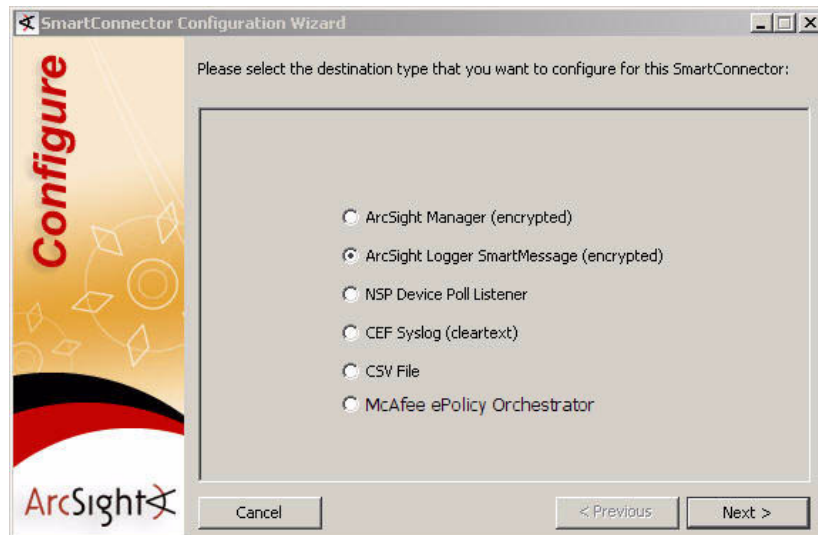 SmartConnector Configuration Wizard
Configure
Please select the destination type that you want to configure for this SmartConnector:
ArcSight Manager (encrypted)
ArcSight Logger SmartMessage (encrypted)
NSP Device Poll Listener
CEF Syslog (cleartext)
CSV File
McAfee ePolicy Orchestrator
ArcSight
Cancel
< Previous
Next >